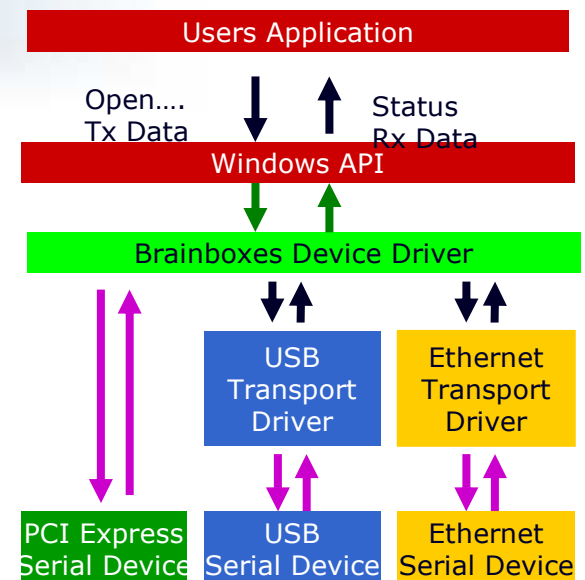 Users Application
Open….
Tx Data
Status
Rx Data
Windows API
Brainboxes Device Driver
USB
Transport
Driver
Ethernet
Transport
Driver
PCI Express
Serial Device
USB
Serial Device
Ethernet
Serial Device